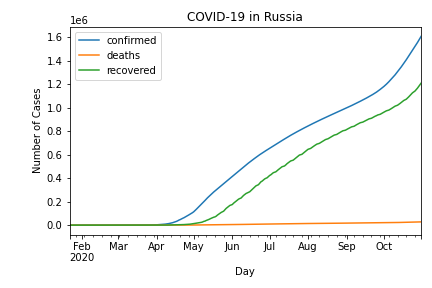 COVID-19 in Russia
1e6
confirmed
deaths
recovered
1.6
1.4
1.2
1.0
0.8
0.6
0.4
0.2
0.0
Number of Cases
Feb Mar Apr May Jun Jul Aug Sep Oct
2020
Day